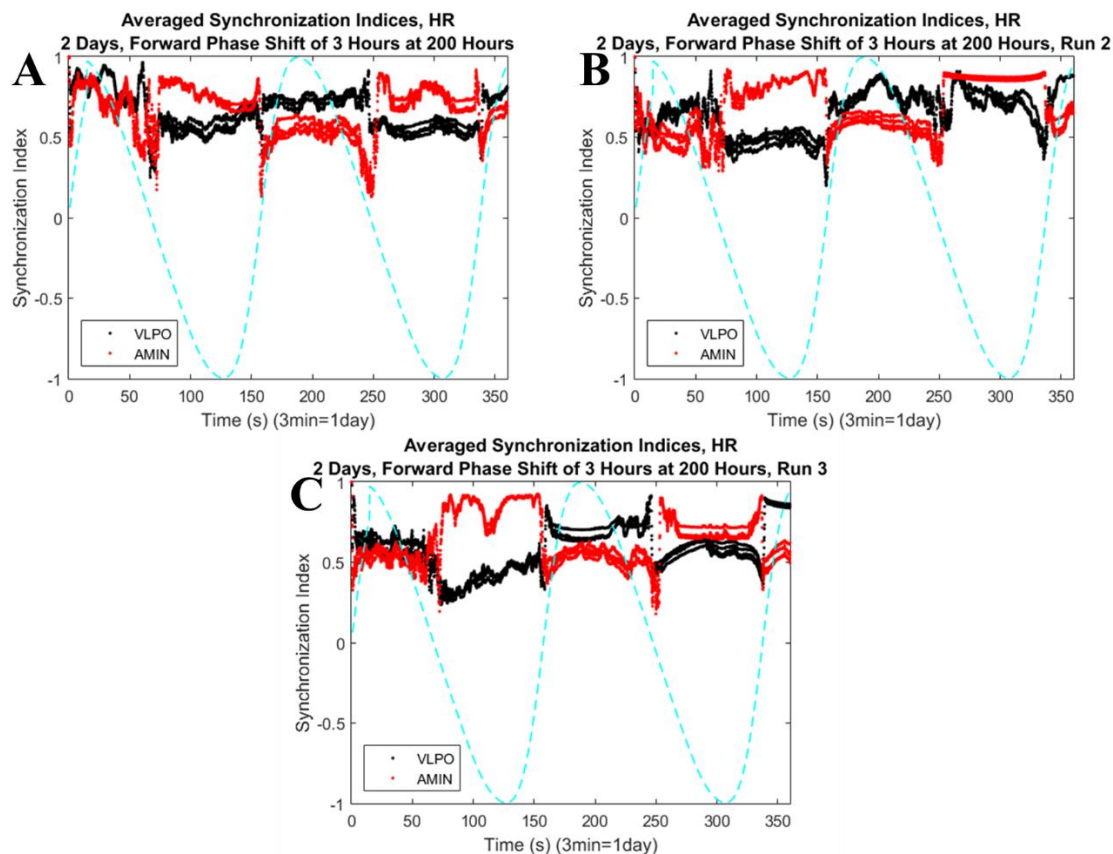 A
Averaged Synchronization Indices, HR
2 Days, Forward Phase Shift of 3 Hours at 200 Hours
1
0.5
0
-0.5
-1
Synchronization Index
VLPO
AMIN
0 50 100 150 200 250 300 350
Time (s) (3min=1day)
B
Averaged Synchronization Indices, HR
2 Days, Forward Phase Shift of 3 Hours at 200 Hours, Run 2
1
0.5
0
-0.5
-1
Synchronization Index
VLPO
AMIN
0 50 100 150 200 250 300 350
Time (s) (3min=1day)
C
Averaged Synchronization Indices, HR
2 Days, Forward Phase Shift of 3 Hours at 200 Hours, Run 3
1
0.5
0
-0.5
-1
Synchronization Index
VLPO
AMIN
0 50 100 150 200 250 300 350
Time (s) (3min=1day)